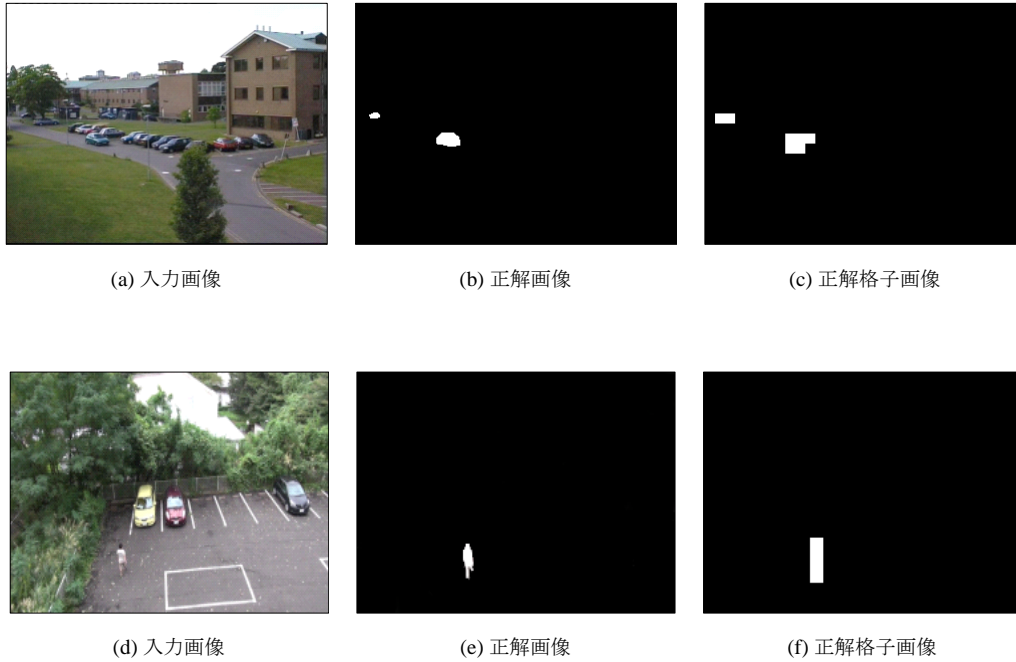 (a) 入力画像
(b) 正解画像
(c) 正解格子画像
(d) 入力画像
(e) 正解画像
(f) 正解格子画像